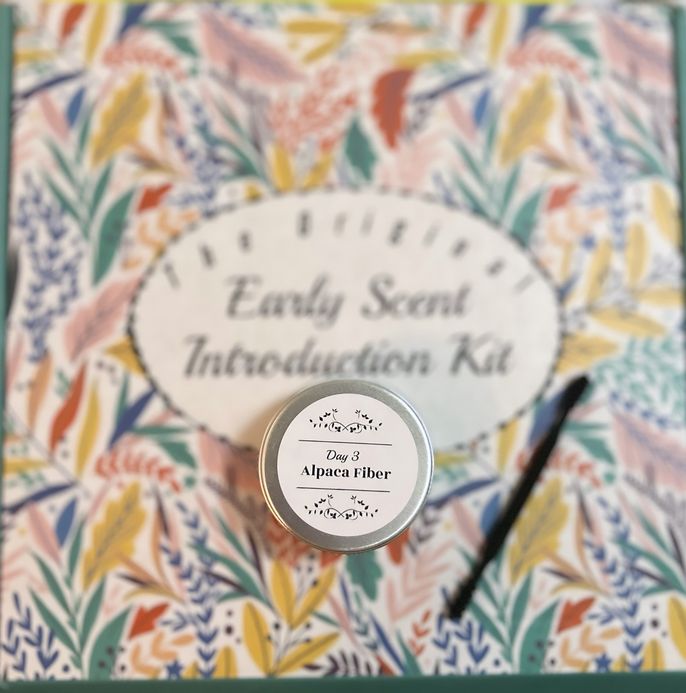 The Original
Early Scent
Introduction Kit
Day 3
Alpaca Fiber